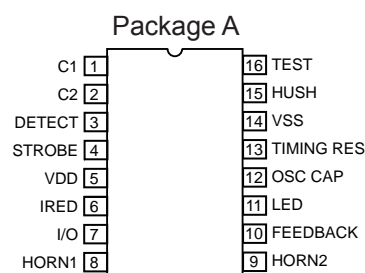 Package A
C1 1 16 TEST
C2 2 15 HUSH
DETECT 3 14 VSS
STROBE 4 13 TIMING RES
VDD 5 12 OSC CAP
IRED 6 11 LED
I/O 7 10 FEEDBACK
HORN1 8 9 HORN2